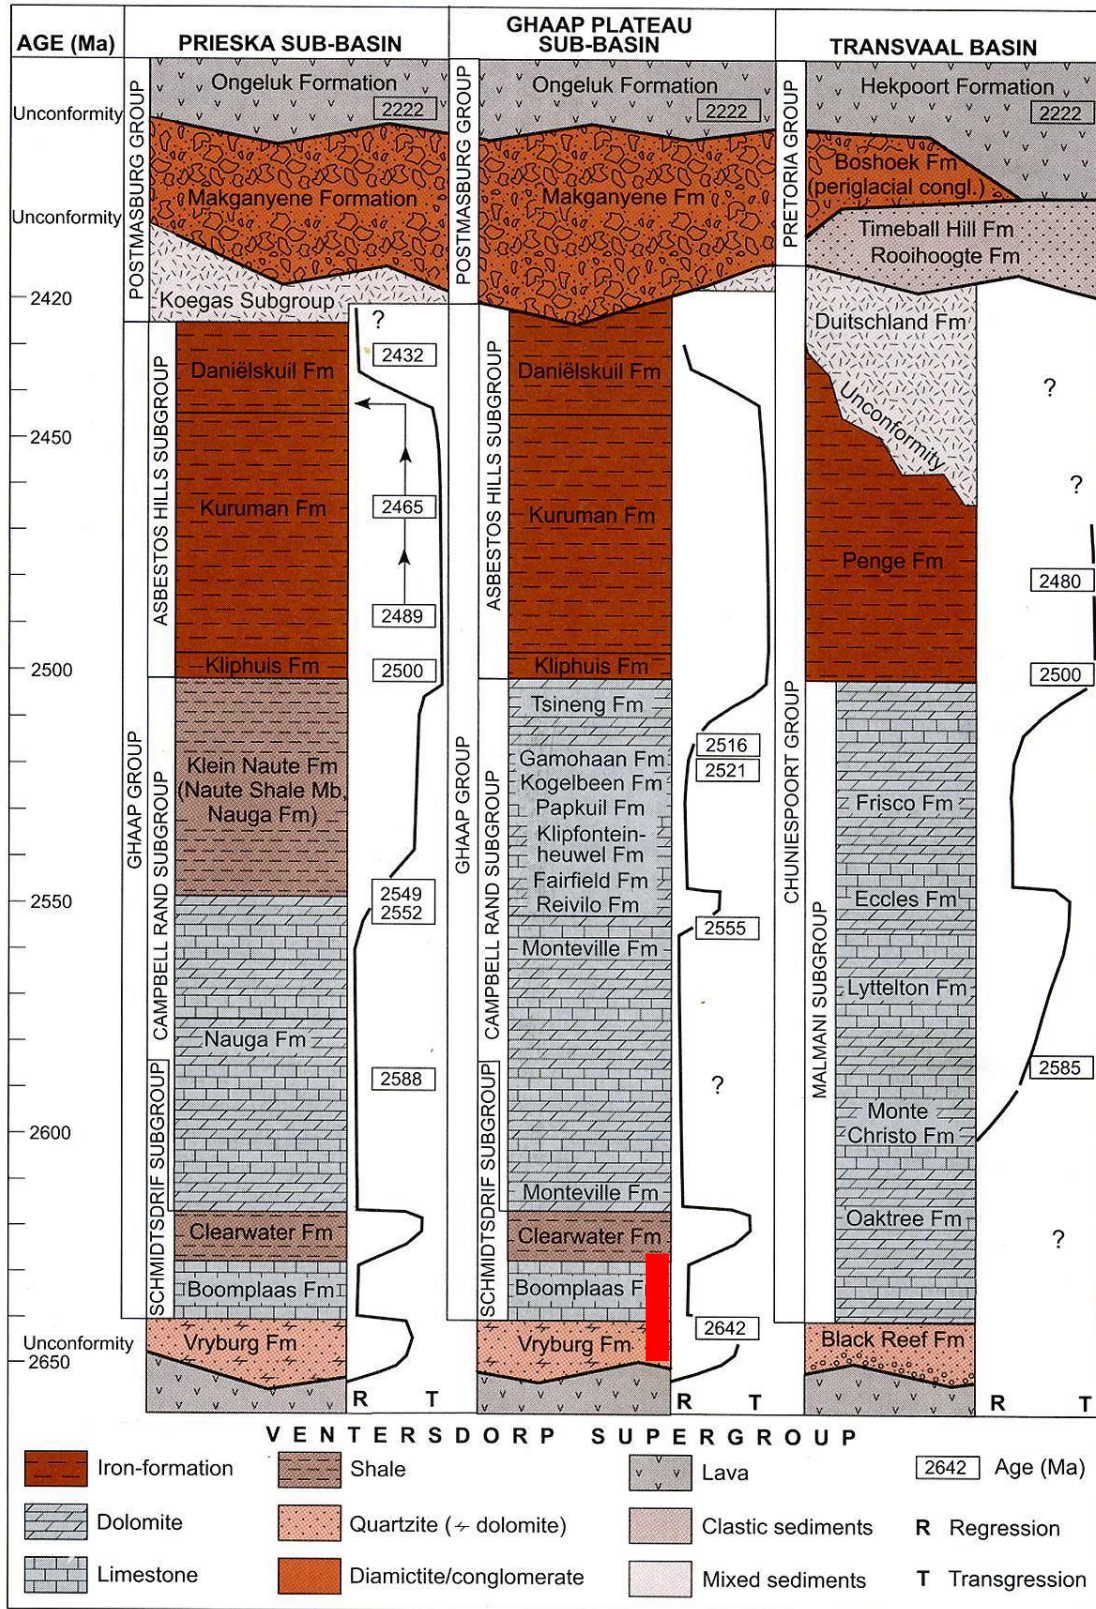 AGE (Ma)
PRIESKA SUB-BASIN
GHAAP PLATEAU
SUB-BASIN
TRANSVAAL BASIN
Unconformity
Unconformity
2420
2450
2500
2550
2600
Unconformity
2650
POSTMASBURG GROUP
GHAAP GROUP
ASBESTOS HILLS SUBGROUP
CAMPBELL RAND SUBGROUP
SCHMIDTSDRIF SUBGROUP
Ongeluk Formation
2222
Makganyene Formation
Koegas Subgroup
?
Daniëlskuil Fm
2432
Kuruman Fm
2465
2489
Kliphuis Fm
2500
Klein Naute Fm
(Naute Shale Mb,
Nauga Fm)
2549
2552
Nauga Fm
2588
Clearwater Fm
Boomplaas Fm
Vryburg Fm
R T
POSTMASBURG GROUP
GHAAP GROUP
ASBESTOS HILLS SUBGROUP
CAMPBELL RAND SUBGROUP
SCHMIDTSDRIF SUBGROUP
Ongeluk Formation
2222
Makganyene Fm
Daniëlskuil Fm
Kuruman Fm
Kliphuis Fm
Tsineng Fm
2516
Gamohaan Fm
2521
Kogelbeen Fm
Papkuil Fm
Klipfontein-
heuwel Fm
Fairfield Fm
Reivilo Fm
2555
Monteville Fm
?
Monteville Fm
Clearwater Fm
Boomplaas F
2642
Vryburg Fm
R T
PRETORIA GROUP
CHUNIESPOORT GROUP
MALMANI SUBGROUP
Hekpoort Formation
2222
Boshoek Fm
(periglacial congl.)
Timeball Hill Fm
Rooihoogte Fm
Duitschland Fm
?
Unconformity
?
Penge Fm
2480
2500
Frisco Fm
Eccles Fm
Lyttelton Fm
2585
Monte
Christo Fm
Oaktree Fm
?
Black Reef Fm
R T
VENTERSDORP SUPERGROUP
Iron-formation
Shale
Lava
2642 Age (Ma)
Dolomite
Quartzite ( dolomite)
Clastic sediments
R Regression
Limestone
Diamictite/conglomerate
Mixed sediments
T Transgression